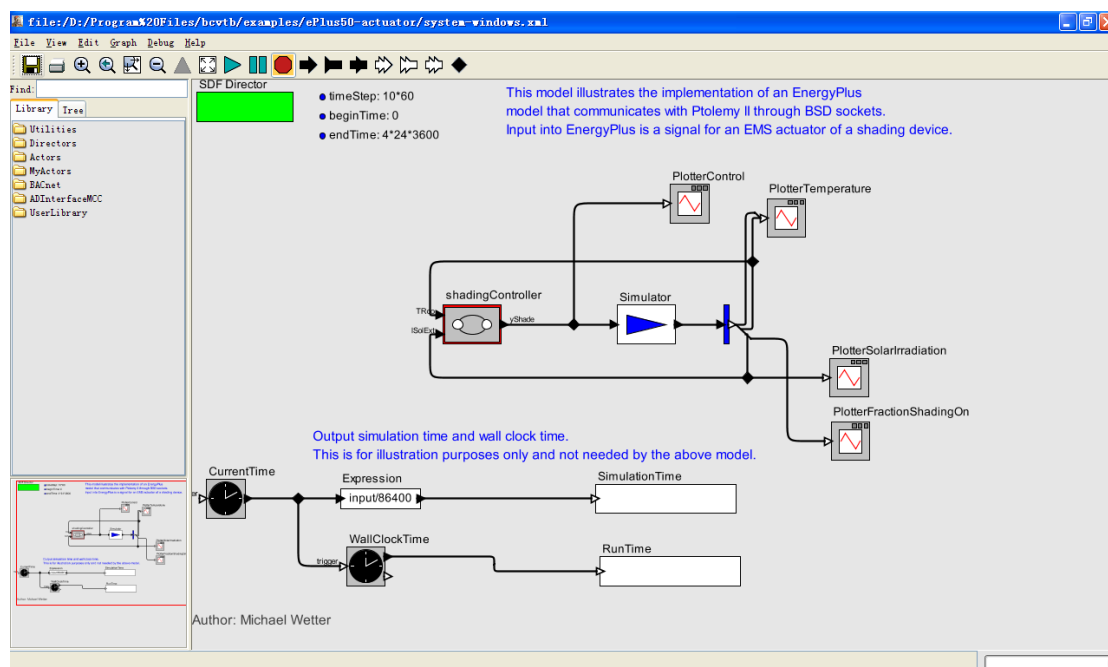 file:/D:/Program%20Files/bcvtb/examples/ePlus50-actuator/system-windows.xml
File View Edit Graph Debug Help
Find:
Library Tree
Utilities
Directors
Actors
MyActors
BACnet
ADInterfaceMCC
UserLibrary
SDF Director
timeStep: 10*60
beginTime: 0
endTime: 4*24*3600
This model illustrates the implementation of an EnergyPlus
model that communicates with Ptolemy II through BSD sockets.
Input into EnergyPlus is a signal for an EMS actuator of a shading device.
PlotterControl
PlotterTemperature
shadingController
Simulator
yShade
ISolExt
PlotterSolarIrradiation
PlotterFractionShadingOn
Output simulation time and wall clock time.
This is for illustration purposes only and not needed by the above model.
CurrentTime
Expression
SimulationTime
input/86400
WallClockTime
RunTime
trigger
Author: Michael Wetter